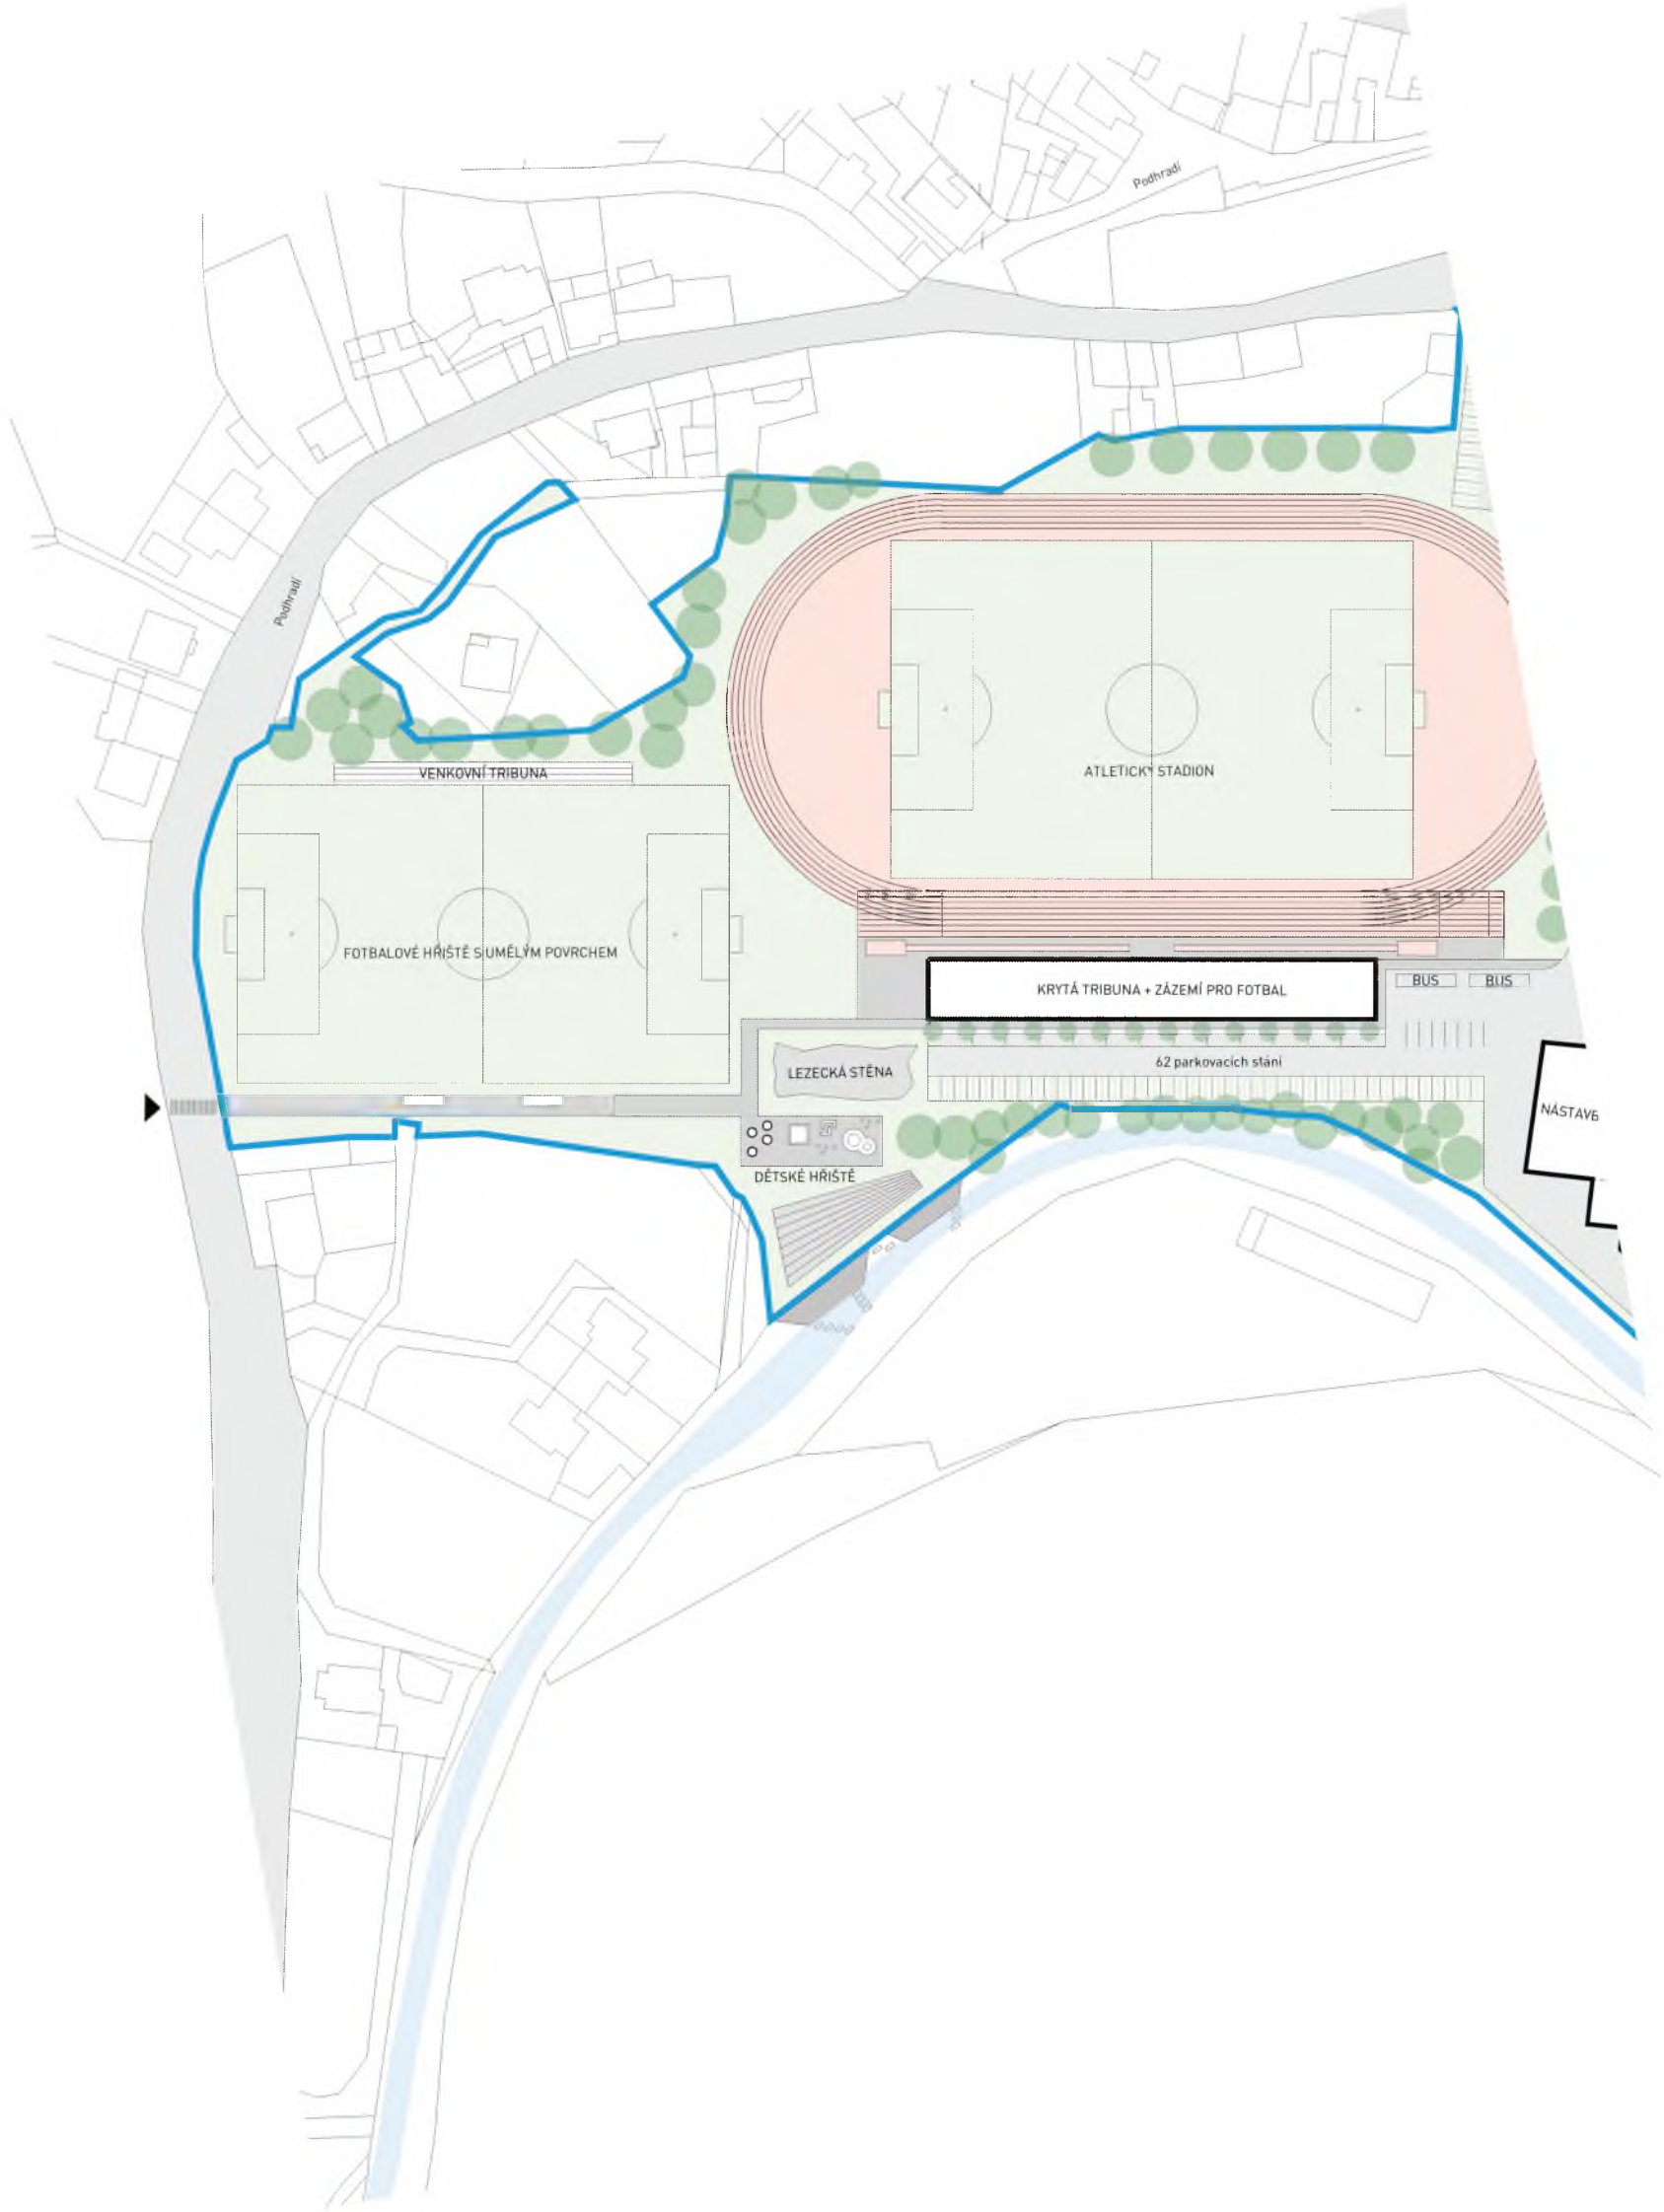 Podhradí
Podhradí
VENKOVNÍ TRIBUNA
ATLETICKÝ STADION
FOTBALOVÉ HŘIŠTĚ S UMĚLÝM POVRCHEM
KRYTÁ TRIBUNA + ZÁZEMÍ PRO FOTBAL
BUS
BUS
62 parkovacích stání
LEZECKÁ STĚNA
NÁSTAVB
DĚTSKÉ HŘIŠTĚ